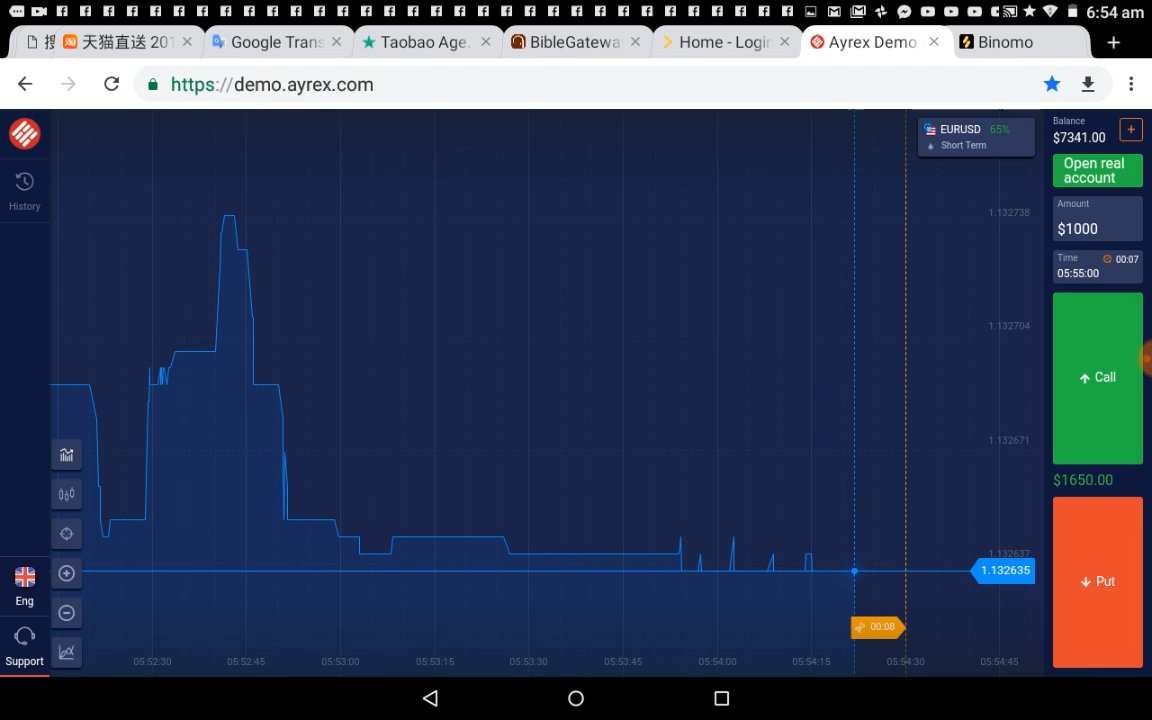 6:54 am
搜
天猫直送 201
Google Trans
Taobao Age.
BibleGatewa
Home - Login
Ayrex Demo
Binomo
https://demo.ayrex.com
EURUSD 65%
Short Term
Balance
$7341.00
+
Open real
account
History
Amount
$1000
1.132738
Time 00:07
05:55:00
1.132704
Call
1.132671
$1650.00
1.132637
1.132635
Put
Eng
00:08
Support
05:52:30 05:52:45 05:53:00 05:53:15 05:53:30 05:53:45 05:54:00 05:54:15 05:54:30 05:54:45